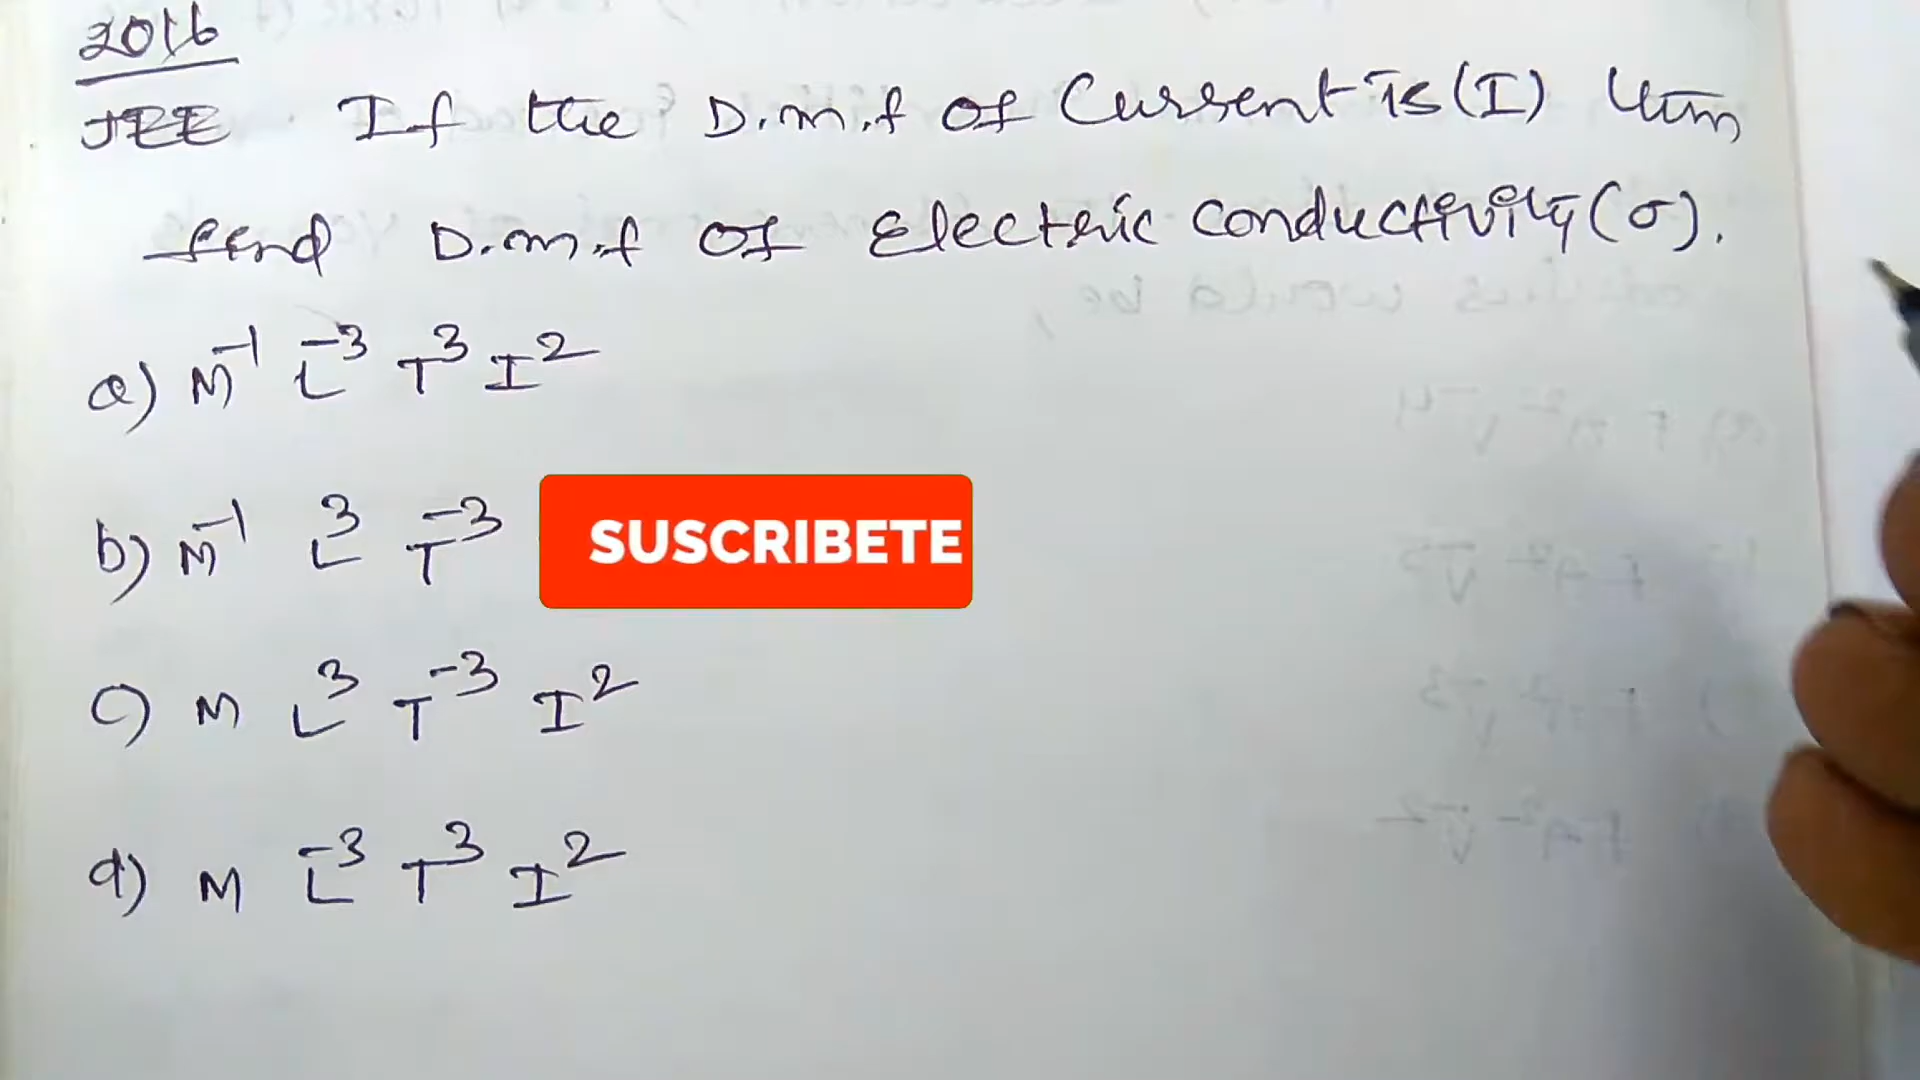 2016
JEE . If the D.m.f of Current is (I) then
find D.m.f of Electric conductivity (σ).
a) M⁻¹ L⁻³ T³ I²
b) M⁻¹ L³ T⁻³
SUSCRIBETE
c) M L³ T⁻³ I²
d) M L⁻³ T³ I²